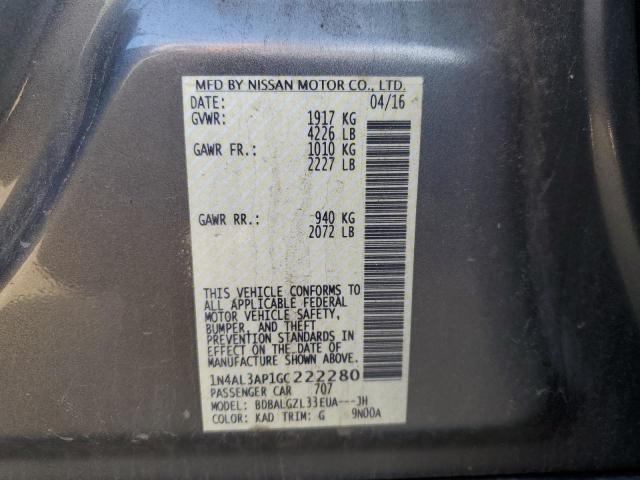 MFD BY NISSAN MOTOR CO., LTD.
DATE: 04/16
GVWR: 1917 KG
4226 LB
GAWR FR.: 1010 KG
2227 LB
GAWR RR.: 940 KG
2072 LB
THIS VEHICLE CONFORMS TO
ALL APPLICABLE FEDERAL
MOTOR VEHICLE SAFETY,
BUMPER, AND THEFT
PREVENTION STANDARDS IN
EFFECT ON THE DATE OF
MANUFACTURE SHOWN ABOVE.
1N4AL3AP1GC222280
PASSENGER CAR 707
MODEL: BDBALGZL33EUA---JH
COLOR: KAD TRIM: G 9N00A